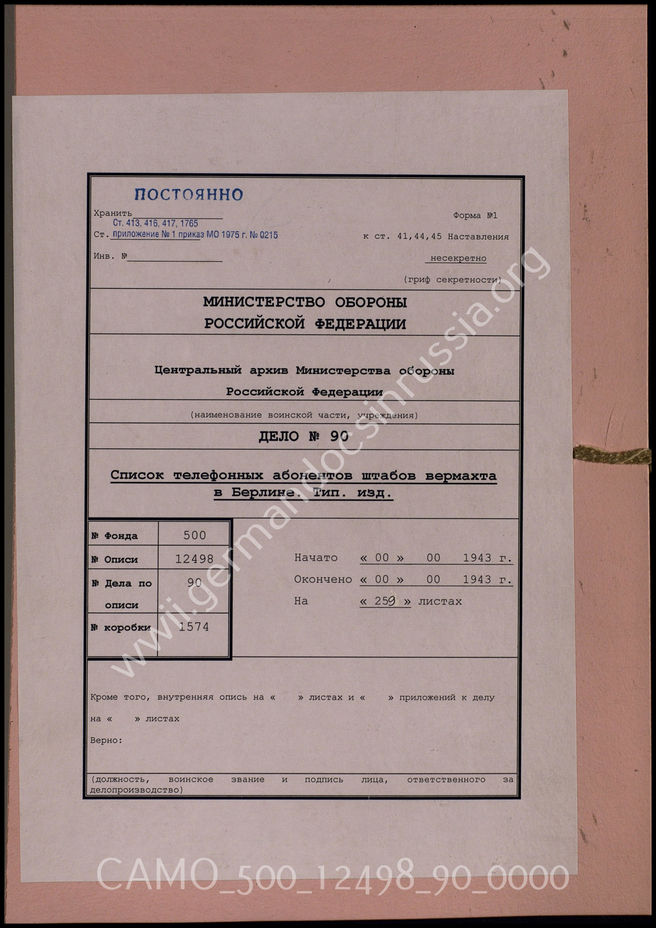 ПОСТОЯННО
Хранить
Форма №1
Ст. 413, 416, 417, 1765
Ст. приложение № 1 приказ МО 1975 г. № 0215
к ст. 41,44,45 Наставления
Инв. №
несекретно
(гриф секретности)
МИНИСТЕРСТВО ОБОРОНЫ
РОССИЙСКОЙ ФЕДЕРАЦИИ
Центральный архив Министерства обороны
Российской Федерации
(наименование воинской части, учреждения)
ДЕЛО № 90
Список телефонных абонентов штабов вермахта
в Берлине. Тип. изд.
№ Фонда 500
№ Описи 12498
№ Дела по описи 90
№ коробки 1574
Начато « 00 » 00 1943 г.
Окончено « 00 » 00 1943 г.
На « 259 » листах
Кроме того, внутренняя опись на « » листах и « » приложений к делу
на « » листах
Верно:
(должность, воинское звание и подпись лица, ответственного за
делопроизводство)
www.germandocsinrussia.org
CAMO_500_12498_90_0000